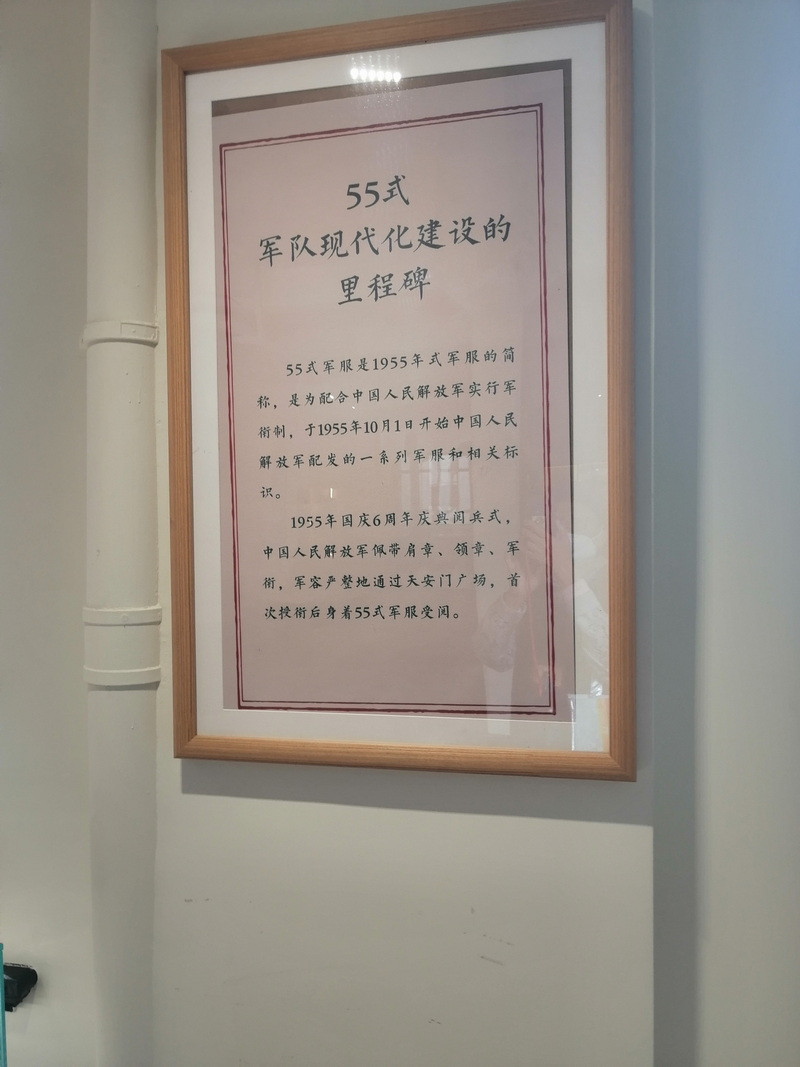 55式
军队现代化建设的
里程碑
55式军服是1955年式军服的简
称，是为配合中国人民解放军实行军
衔制，于1955年10月1日开始中国人民
解放军配发的一系列军服和相关标
识。
1955年国庆6周年庆典阅兵式，
中国人民解放军佩带肩章、领章、军
衔，军容严整地通过天安门广场，首
次授衔后身着55式军服受阅。